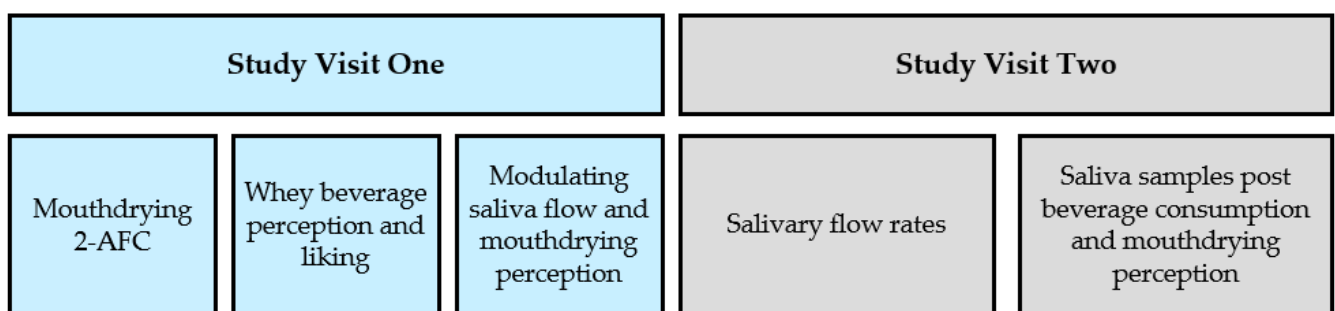 Study Visit One
Study Visit Two
Mouthdrying
2-AFC
Whey beverage
perception and
liking
Modulating
saliva flow and
mouthdrying
perception
Salivary flow rates
Saliva samples post
beverage consumption
and mouthdrying
perception